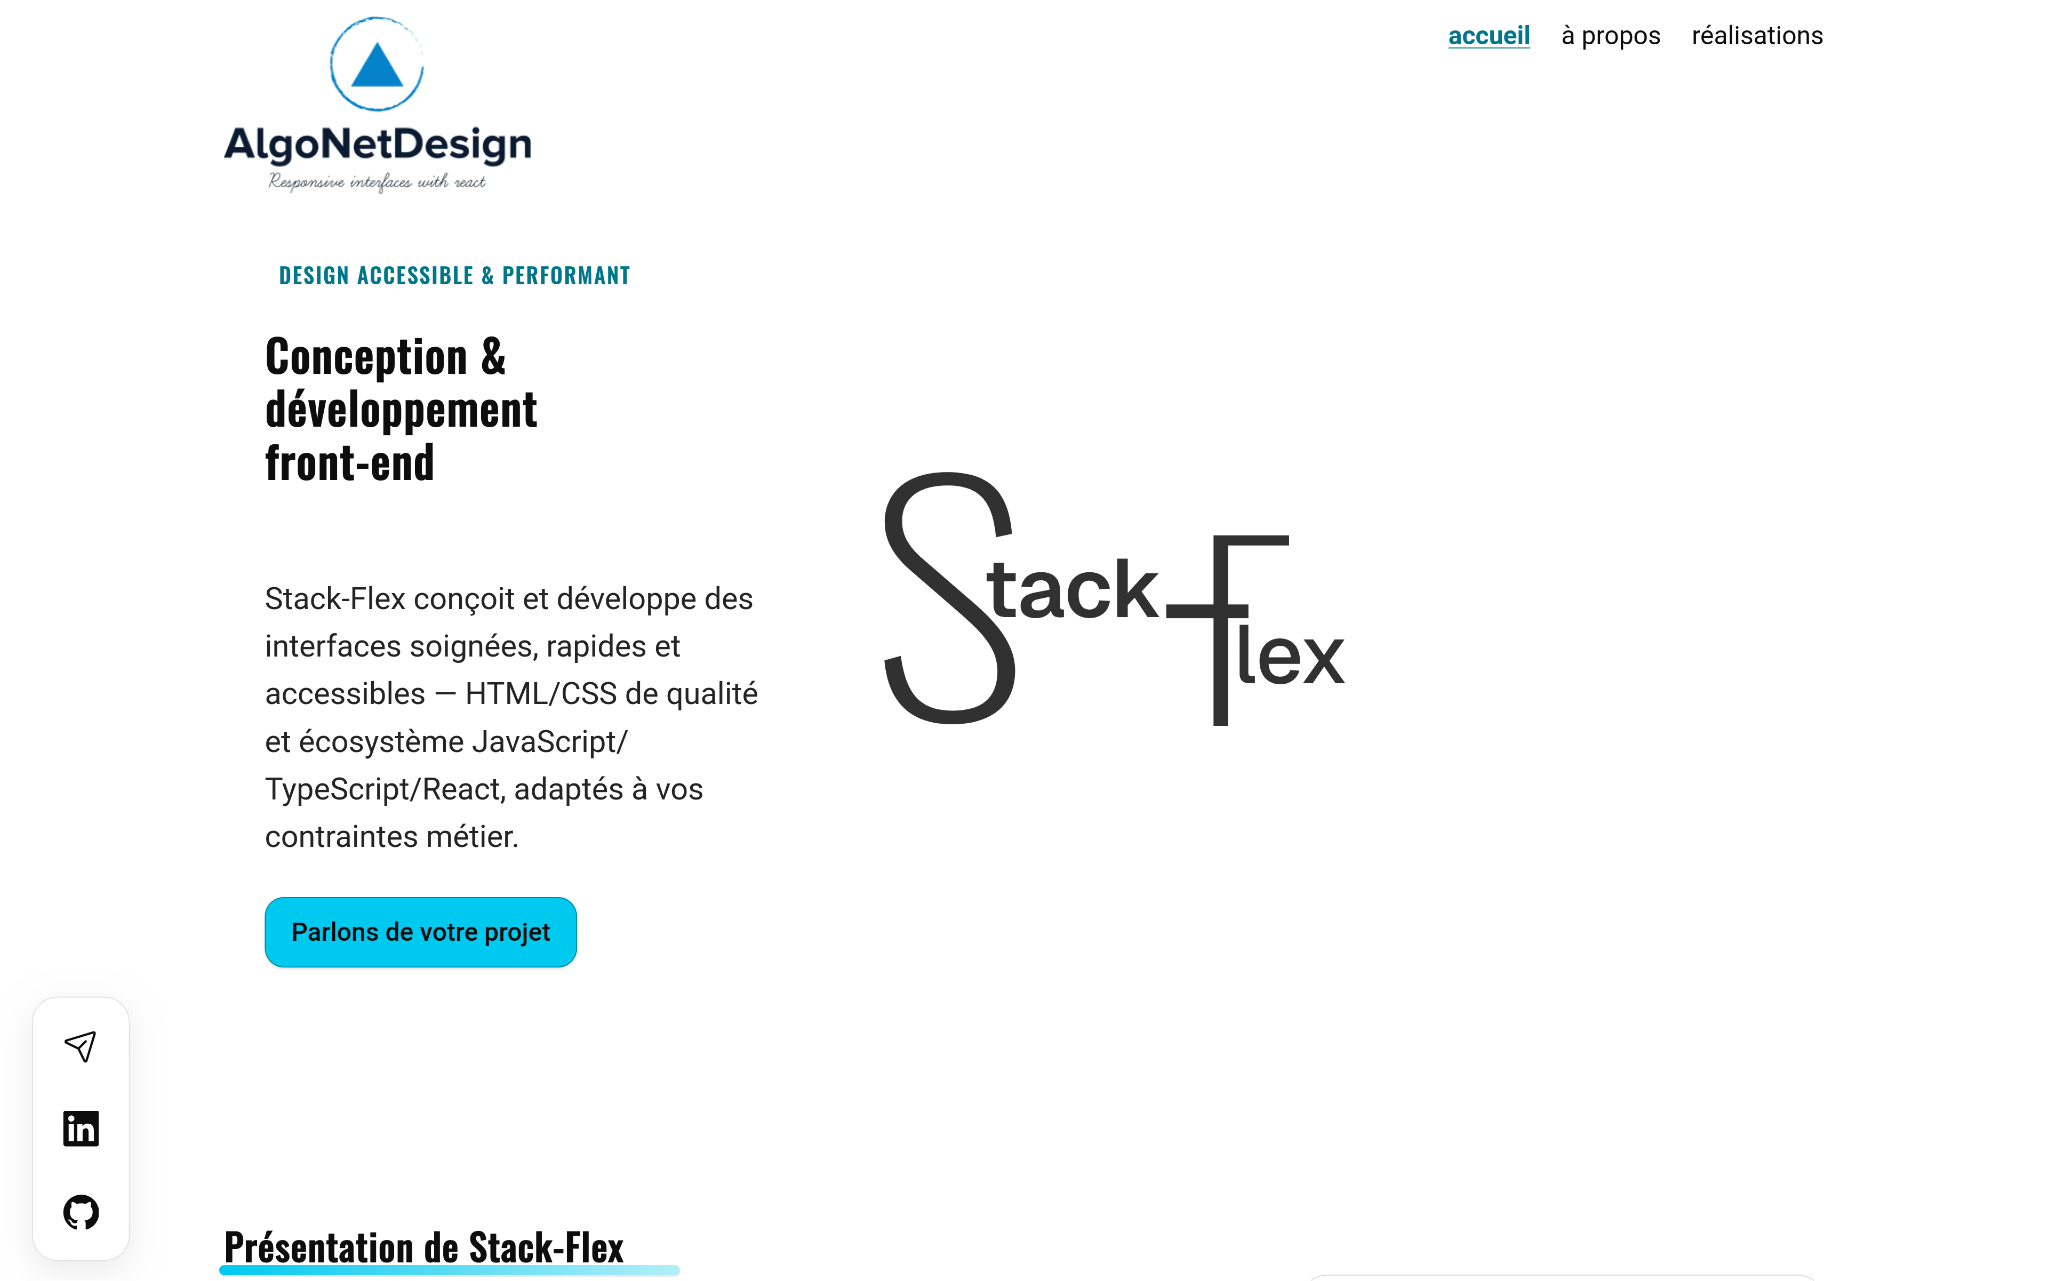 AlgoNetDesign
Responsive interfaces with react
accueil
à propos
réalisations
DESIGN ACCESSIBLE & PERFORMANT
Conception &
développement
front-end
Stack-Flex conçoit et développe des
interfaces soignées, rapides et
accessibles — HTML/CSS de qualité
et écosystème JavaScript/
TypeScript/React, adaptés à vos
contraintes métier.
Parlons de votre projet
Stack-Flex
in
Présentation de Stack-Flex